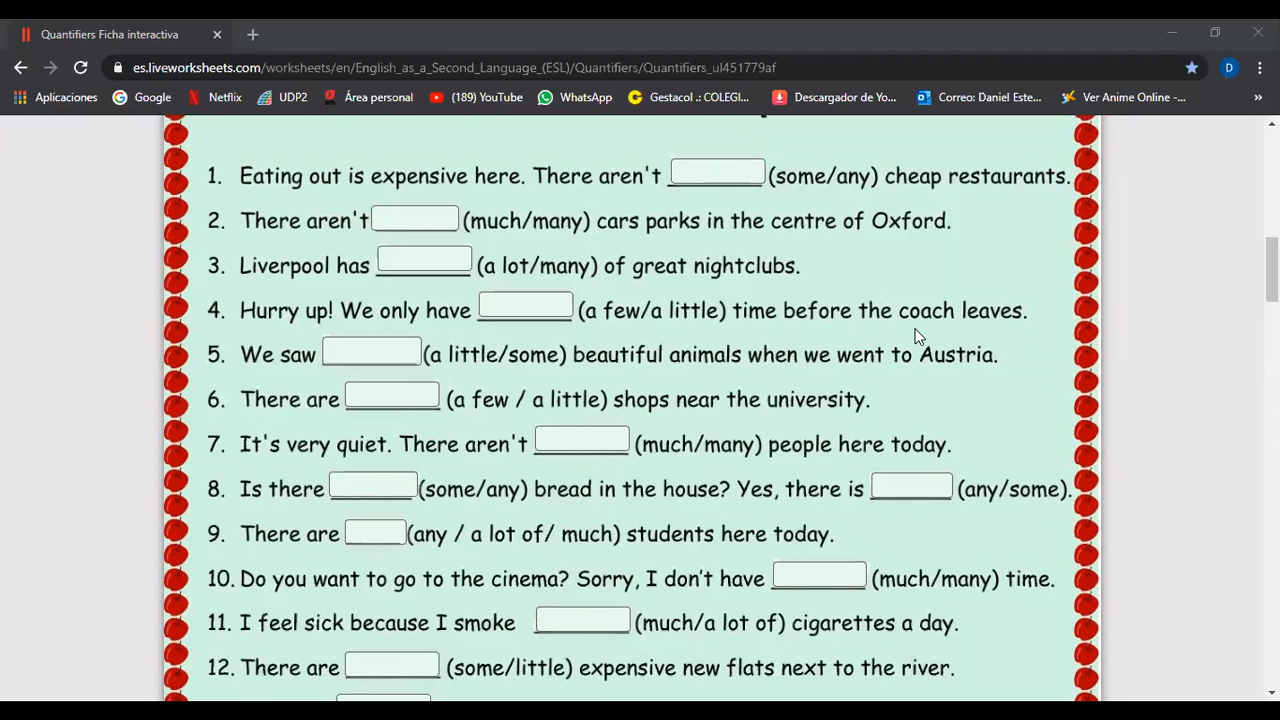 Quantifiers Ficha interactiva
es.liveworksheets.com/worksheets/en/English_as_a_Second_Language_(ESL)/Quantifiers/Quantifiers_ul451779af
D
Aplicaciones Google Netflix UDP2 Área personal (189) YouTube WhatsApp Gestacol .: COLEGI... Descargador de Yo... Correo: Daniel Este... Ver Anime Online -... »
1. Eating out is expensive here. There aren't (some/any) cheap restaurants.
2. There aren't (much/many) cars parks in the centre of Oxford.
3. Liverpool has (a lot/many) of great nightclubs.
4. Hurry up! We only have (a few/a little) time before the coach leaves.
5. We saw (a little/some) beautiful animals when we went to Austria.
6. There are (a few / a little) shops near the university.
7. It's very quiet. There aren't (much/many) people here today.
8. Is there (some/any) bread in the house? Yes, there is (any/some).
9. There are (any / a lot of/ much) students here today.
10. Do you want to go to the cinema? Sorry, I don't have (much/many) time.
11. I feel sick because I smoke (much/a lot of) cigarettes a day.
12. There are (some/little) expensive new flats next to the river.